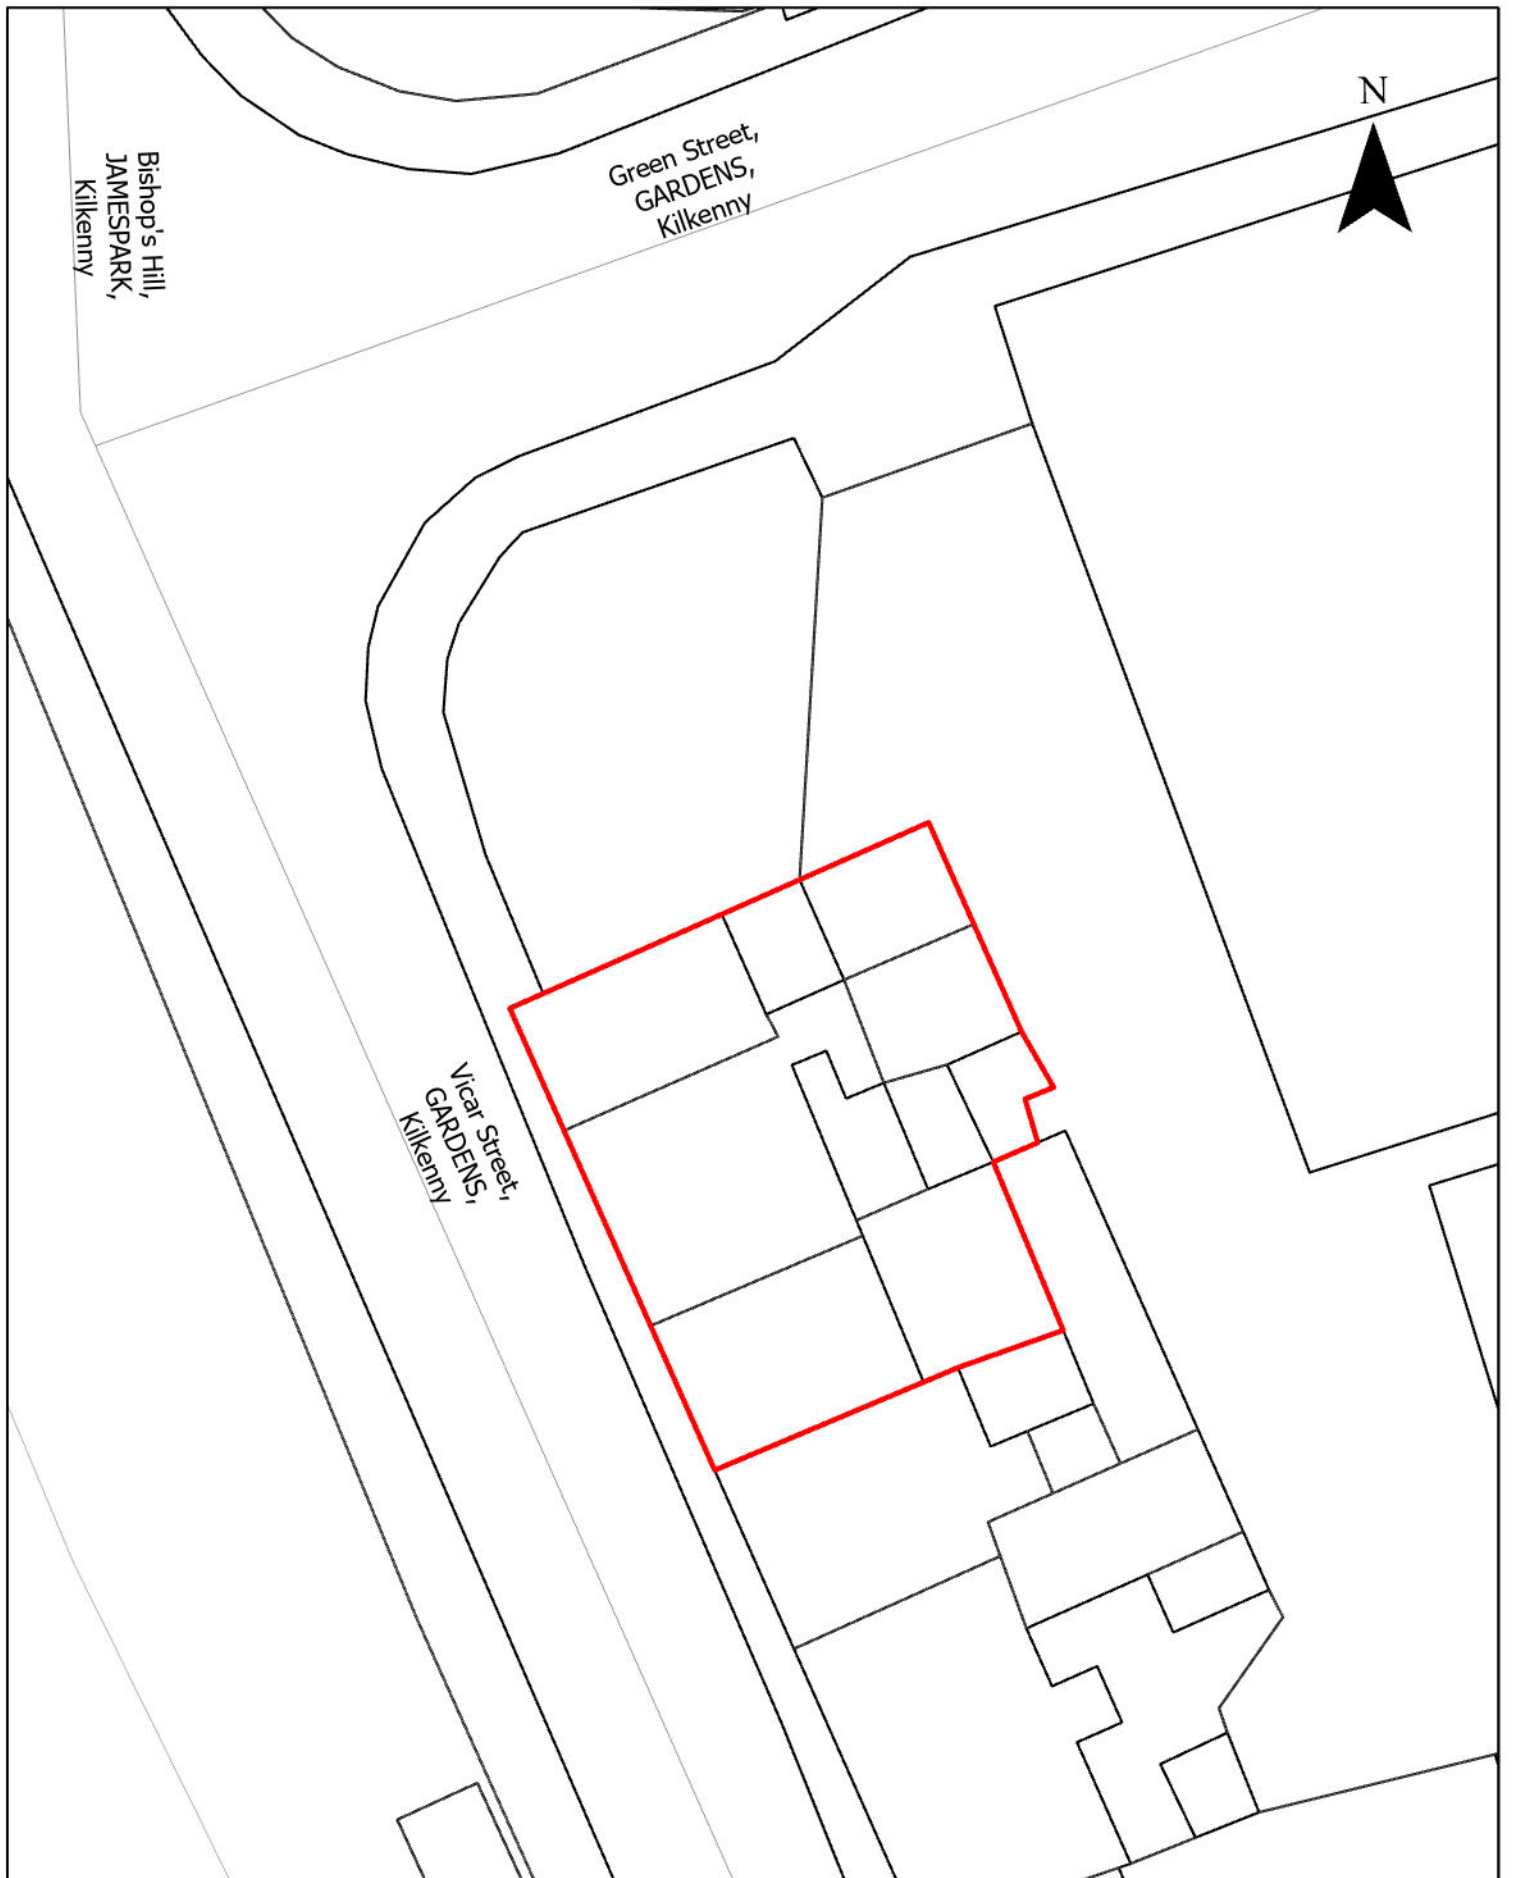 N
Green Street,
GARDENS,
Kilkenny
Bishop's Hill,
JAMESPARK,
Kilkenny
Vicar Street,
GARDENS,
Kilkenny